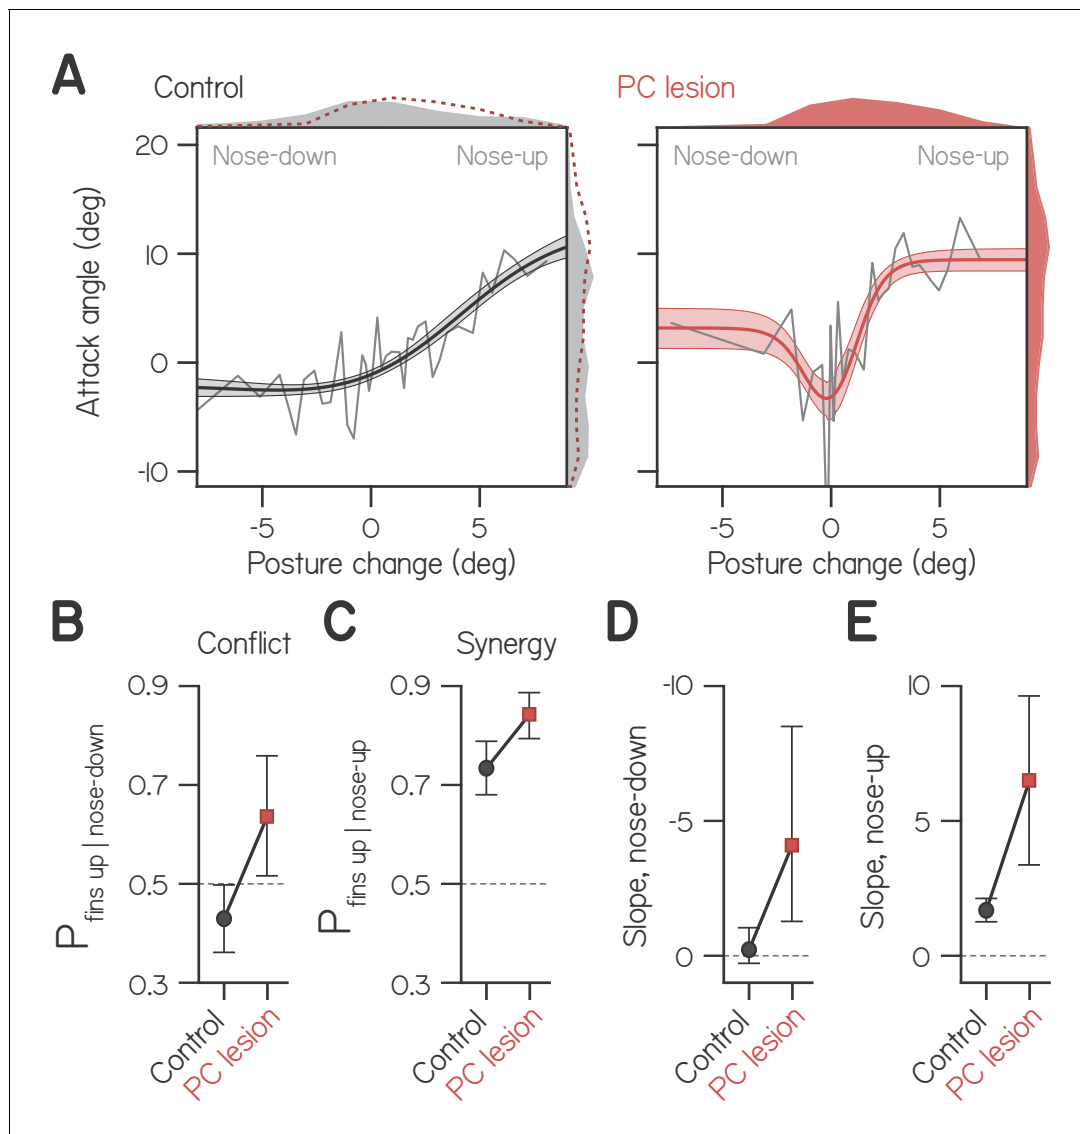 A
Control
PC lesion
Nose-down
Nose-up
Nose-down
Nose-up
20
10
0
-10
Attack angle (deg)
-5
0
5
-5
0
5
Posture change (deg)
Posture change (deg)
B
Conflict
0.9
0.7
0.5
0.3
P fins up | nose-down
Control
PC lesion
C
Synergy
0.9
0.7
0.5
0.3
P fins up | nose-up
Control
PC lesion
D
-10
-5
0
Slope, nose-down
Control
PC lesion
E
10
5
0
Slope, nose-up
Control
PC lesion